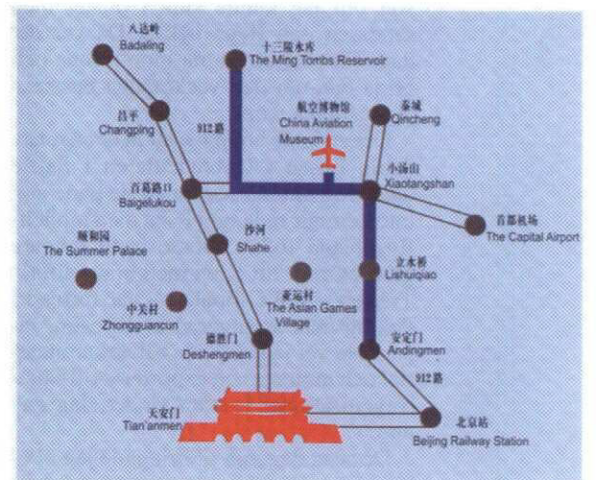 八达岭
Badaling
十三陵水库
The Ming Tombs Reservoir
昌平
Changping
912路
航空博物馆
China Aviation
Museum
秦城
Qincheng
小汤山
Xiaotangshan
百葛路口
Baigelukou
首都机场
The Capital Airport
颐和园
The Summer Palace
沙河
Shahe
立水桥
Lishuiqiao
中关村
Zhongguancun
亚运村
The Asian Games
Village
德胜门
Deshengmen
安定门
Andingmen
912路
天安门
Tian'anmen
北京站
Beijing Railway Station